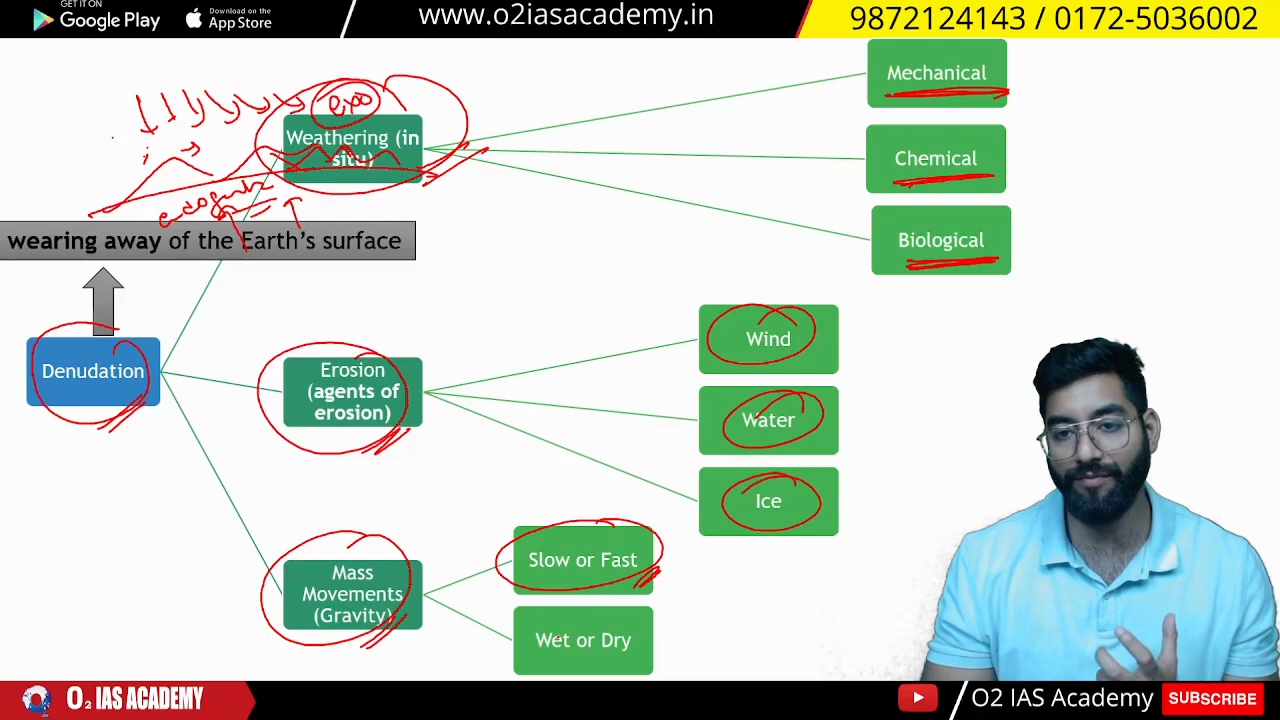 GET IT ON
Google Play
Download on the
App Store
www.o2iasacademy.in
9872124143 / 0172-5036002
Mechanical
exo
Weathering (in
situ)
Chemical
wearing away of the Earth's surface
Biological
Denudation
Erosion
(agents of
erosion)
Wind
Water
Ice
Mass
Movements
(Gravity)
Slow or Fast
Wet or Dry
O2 IAS ACADEMY
O2 IAS Academy
SUBSCRIBE